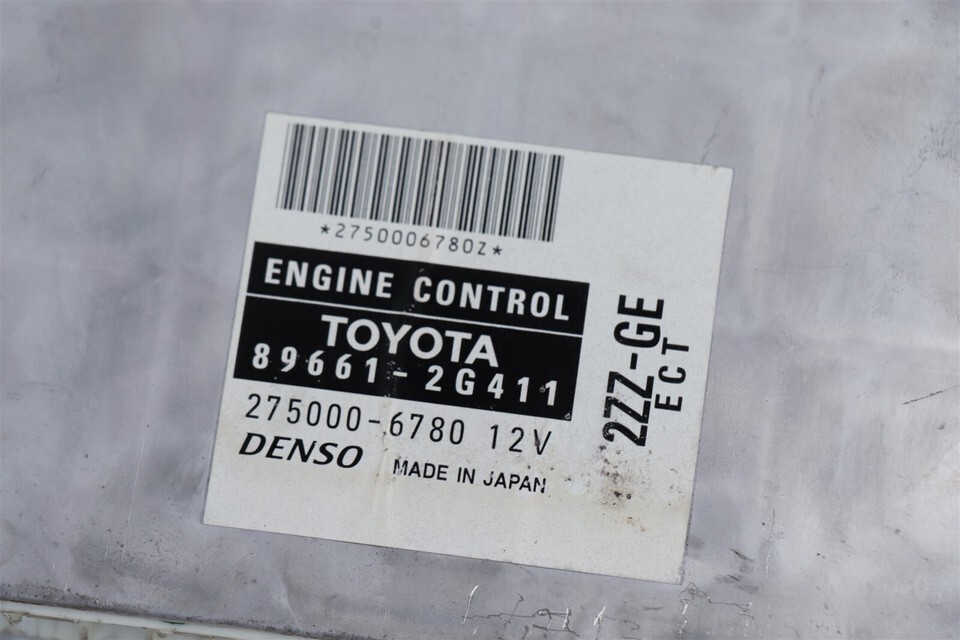 *2750006780Z*
ENGINE CONTROL
TOYOTA
89661-2G411
275000-6780 12V
DENSO MADE IN JAPAN
2ZZ-GE
ECT